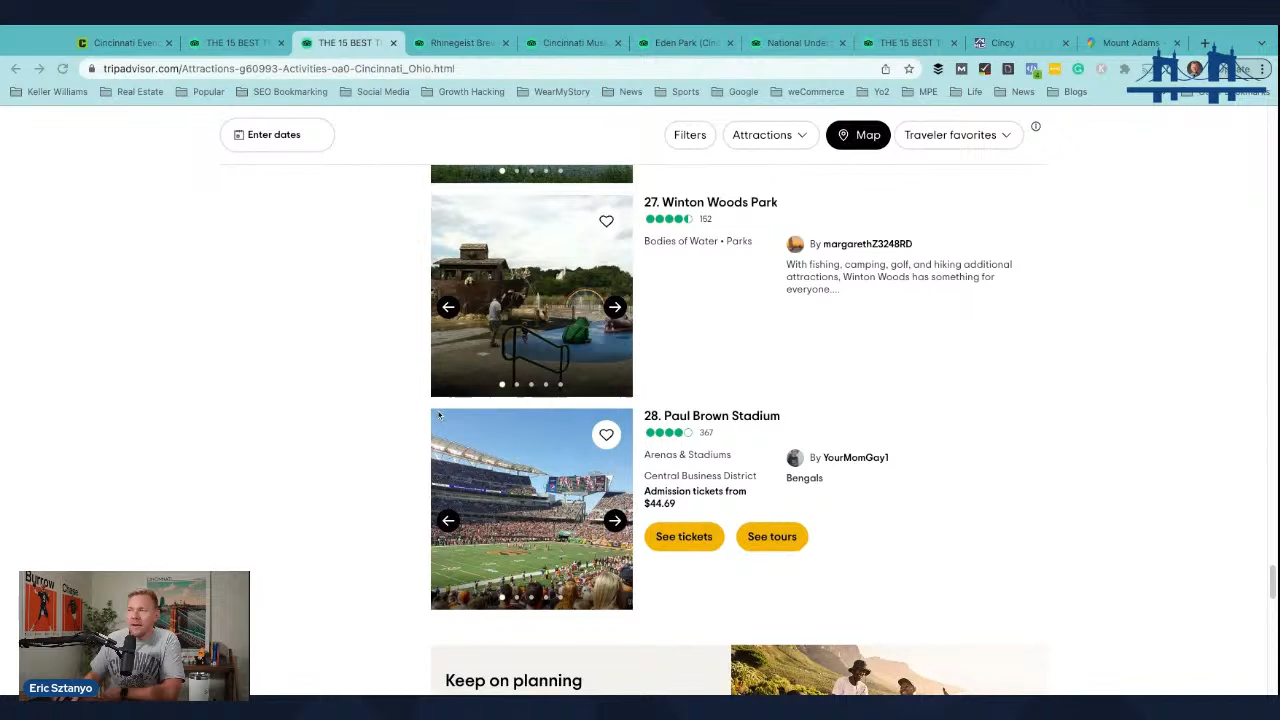 Cincinnati Even
THE 15 BEST T
THE 15 BEST T
Rhinegeist Bre
Cincinnati Mus
Eden Park (Cin
National Under
THE 15 BEST T
Cincy
Mount Adams -
tripadvisor.com/Attractions-g60993-Activities-oa0-Cincinnati_Ohio.html
Keller Williams
Real Estate
Popular
SEO Bookmarking
Social Media
Growth Hacking
WearMyStory
News
Sports
Google
weCommerce
Yo2
MPE
Life
News
Blogs
Enter dates
Filters
Attractions
Map
Traveler favorites
27. Winton Woods Park
152
Bodies of Water • Parks
By margarethZ3248RD
With fishing, camping, golf, and hiking additional
attractions, Winton Woods has something for
everyone....
28. Paul Brown Stadium
367
Arenas & Stadiums
Central Business District
Admission tickets from
$44.69
By YourMomGay1
Bengals
See tickets
See tours
Keep on planning
Burrow
Chase
CINCINNATI
Eric Sztanyo